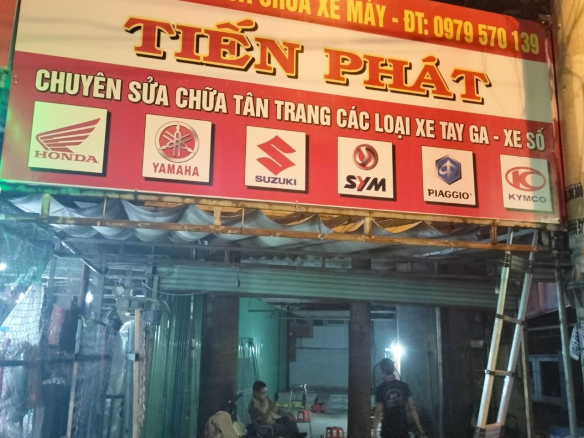 CHỮA XE MÁY - ĐT: 0979 570 139
TIẾN PHÁT
CHUYÊN SỬA CHỮA TÂN TRANG CÁC LOẠI XE TAY GA - XE SỐ
HONDA
YAMAHA
SUZUKI
SYM
PIAGGIO
KYMCO